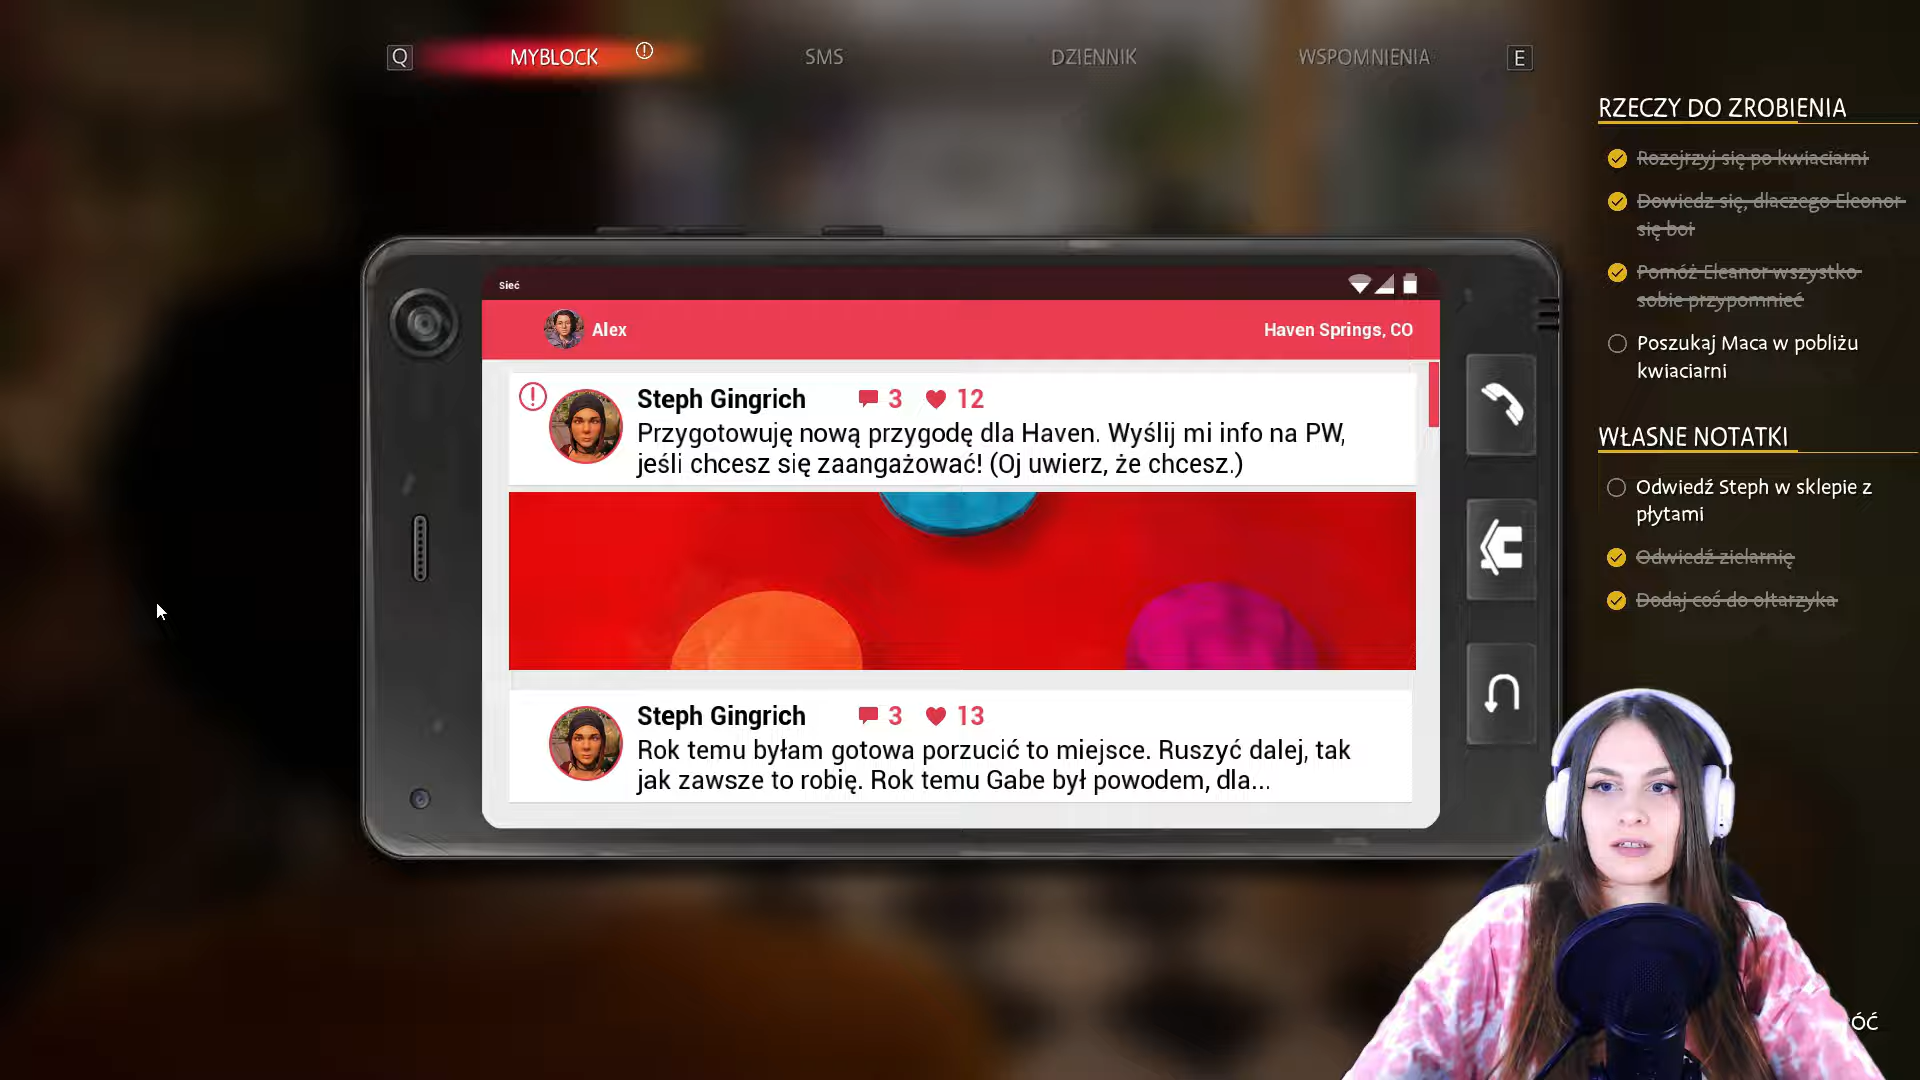 Q
MYBLOCK
SMS
DZIENNIK
WSPOMNIENIA
E
RZECZY DO ZROBIENIA
Rozejrzyj się po kwiaciarni
Dowiedz się, dlaczego Eleonor
się boi
Pomóż Eleanor wszystko
sobie przypomnieć
Poszukaj Maca w pobliżu
kwiaciarni
WŁASNE NOTATKI
Odwiedź Steph w sklepie z
płytami
Odwiedź zielarnię
Dodaj coś do ołtarzyka
Sieć
Alex
Haven Springs, CO
Steph Gingrich 3 12
Przygotowuję nową przygodę dla Haven. Wyślij mi info na PW,
jeśli chcesz się zaangażować! (Oj uwierz, że chcesz.)
Steph Gingrich 3 13
Rok temu byłam gotowa porzucić to miejsce. Ruszyć dalej, tak
jak zawsze to robię. Rok temu Gabe był powodem, dla...
ÓĆ